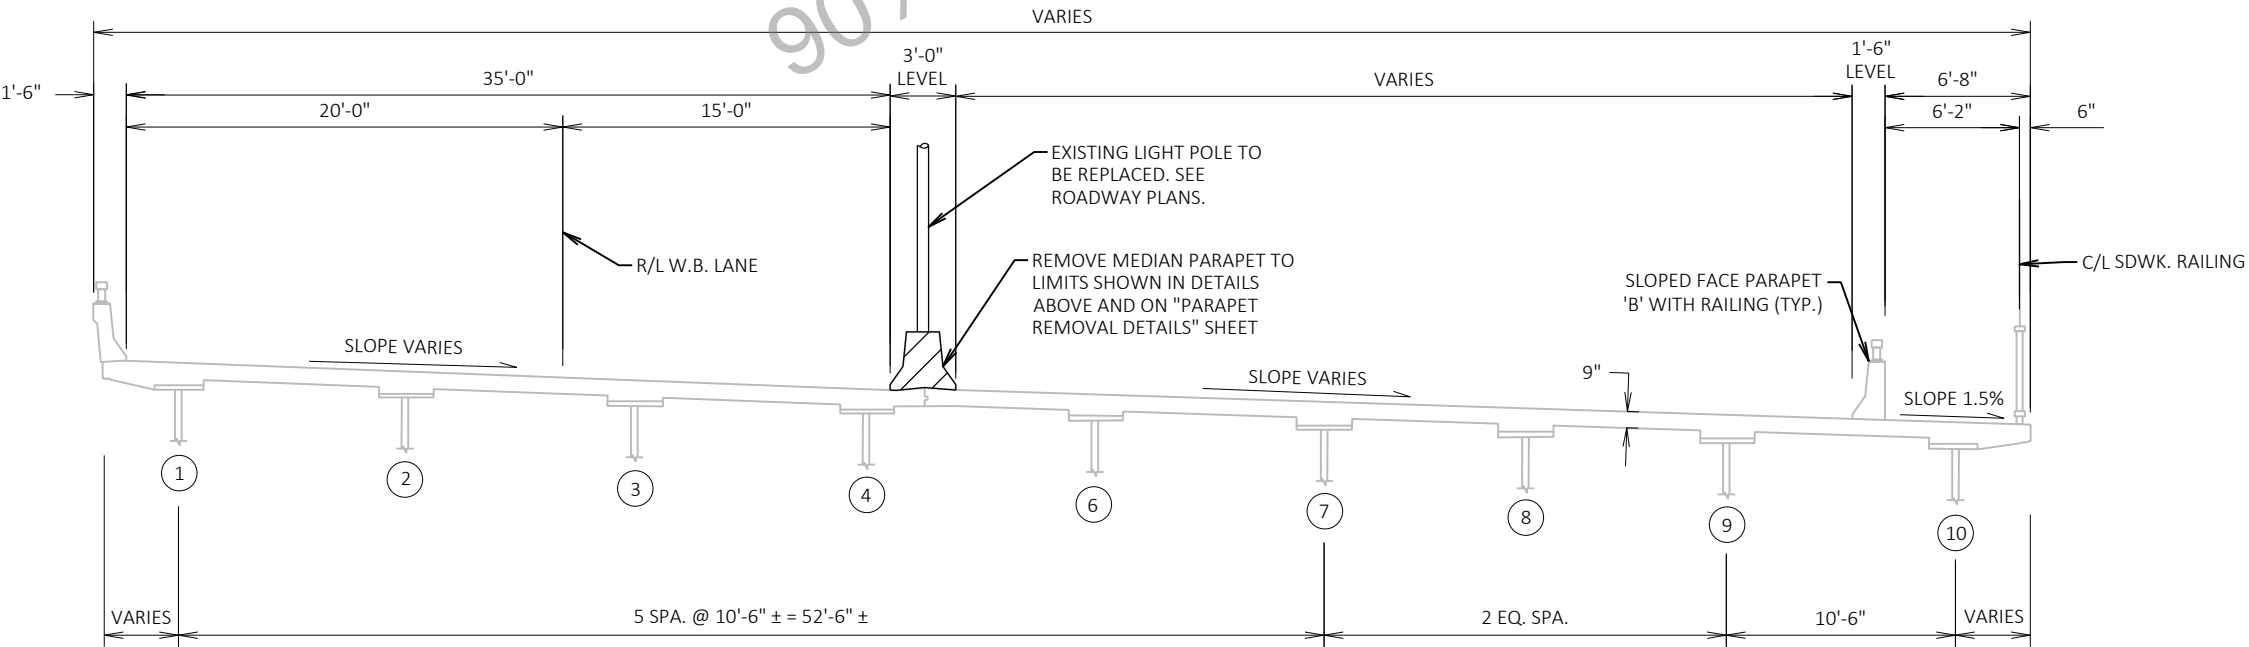 VARIES
1'-6"
35'-0"
3'-0"
LEVEL
VARIES
1'-6"
LEVEL
6'-8"
20'-0"
15'-0"
6'-2"
6"
EXISTING LIGHT POLE TO
BE REPLACED. SEE
ROADWAY PLANS.
R/L W.B. LANE
REMOVE MEDIAN PARAPET TO
LIMITS SHOWN IN DETAILS
ABOVE AND ON "PARAPET
REMOVAL DETAILS" SHEET
SLOPED FACE PARAPET
'B' WITH RAILING (TYP.)
C/L SDWK. RAILING
SLOPE VARIES
SLOPE VARIES
9"
SLOPE 1.5%
1
2
3
4
6
7
8
9
10
VARIES
5 SPA. @ 10'-6" ± = 52'-6" ±
2 EQ. SPA.
10'-6"
VARIES